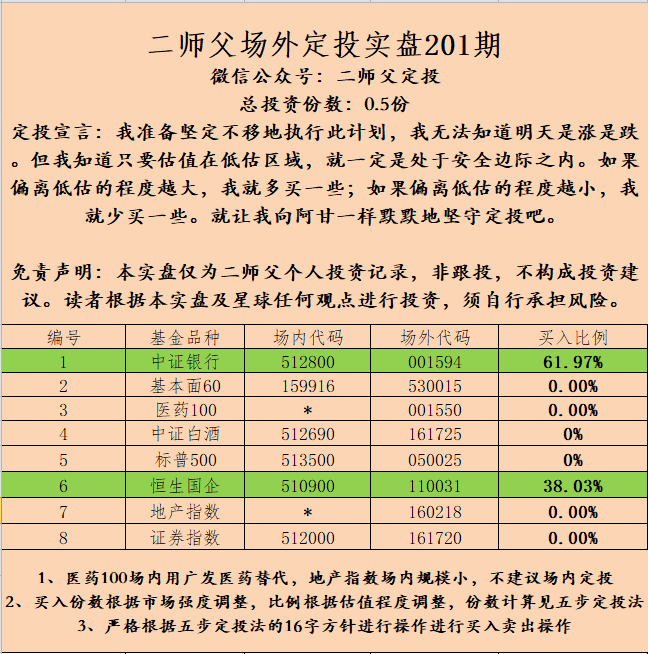 二师父场外定投实盘201期
微信公众号：二师父定投
总投资份数：0.5份
定投宣言：我准备坚定不移地执行此计划，我无法知道明天是涨是跌
。但我知道只要估值在低估区域，就一定是处于安全边际之内。如果
偏离低估的程度越大，我就多买一些；如果偏离低估的程度越小，我
就少买一些。就让我向阿甘一样默默地坚守定投吧。
免责声明：本实盘仅为二师父个人投资记录，非跟投，不构成投资建
议。读者根据本实盘及星球任何观点进行投资，须自行承担风险。
编号 基金品种 场内代码 场外代码 买入比例
1 中证银行 512800 001594 61.97%
2 基本面60 159916 530015 0.00%
3 医药100 * 001550 0.00%
4 中证白酒 512690 161725 0%
5 标普500 513500 050025 0%
6 恒生国企 510900 110031 38.03%
7 地产指数 * 160218 0.00%
8 证券指数 512000 161720 0.00%
1、医药100场内用广发医药替代，地产指数场内规模小，不建议场内定投
2、买入份数根据市场强度调整，比例根据估值程度调整，份数计算见五步定投法
3、严格根据五步定投法的16字方针进行操作进行买入卖出操作